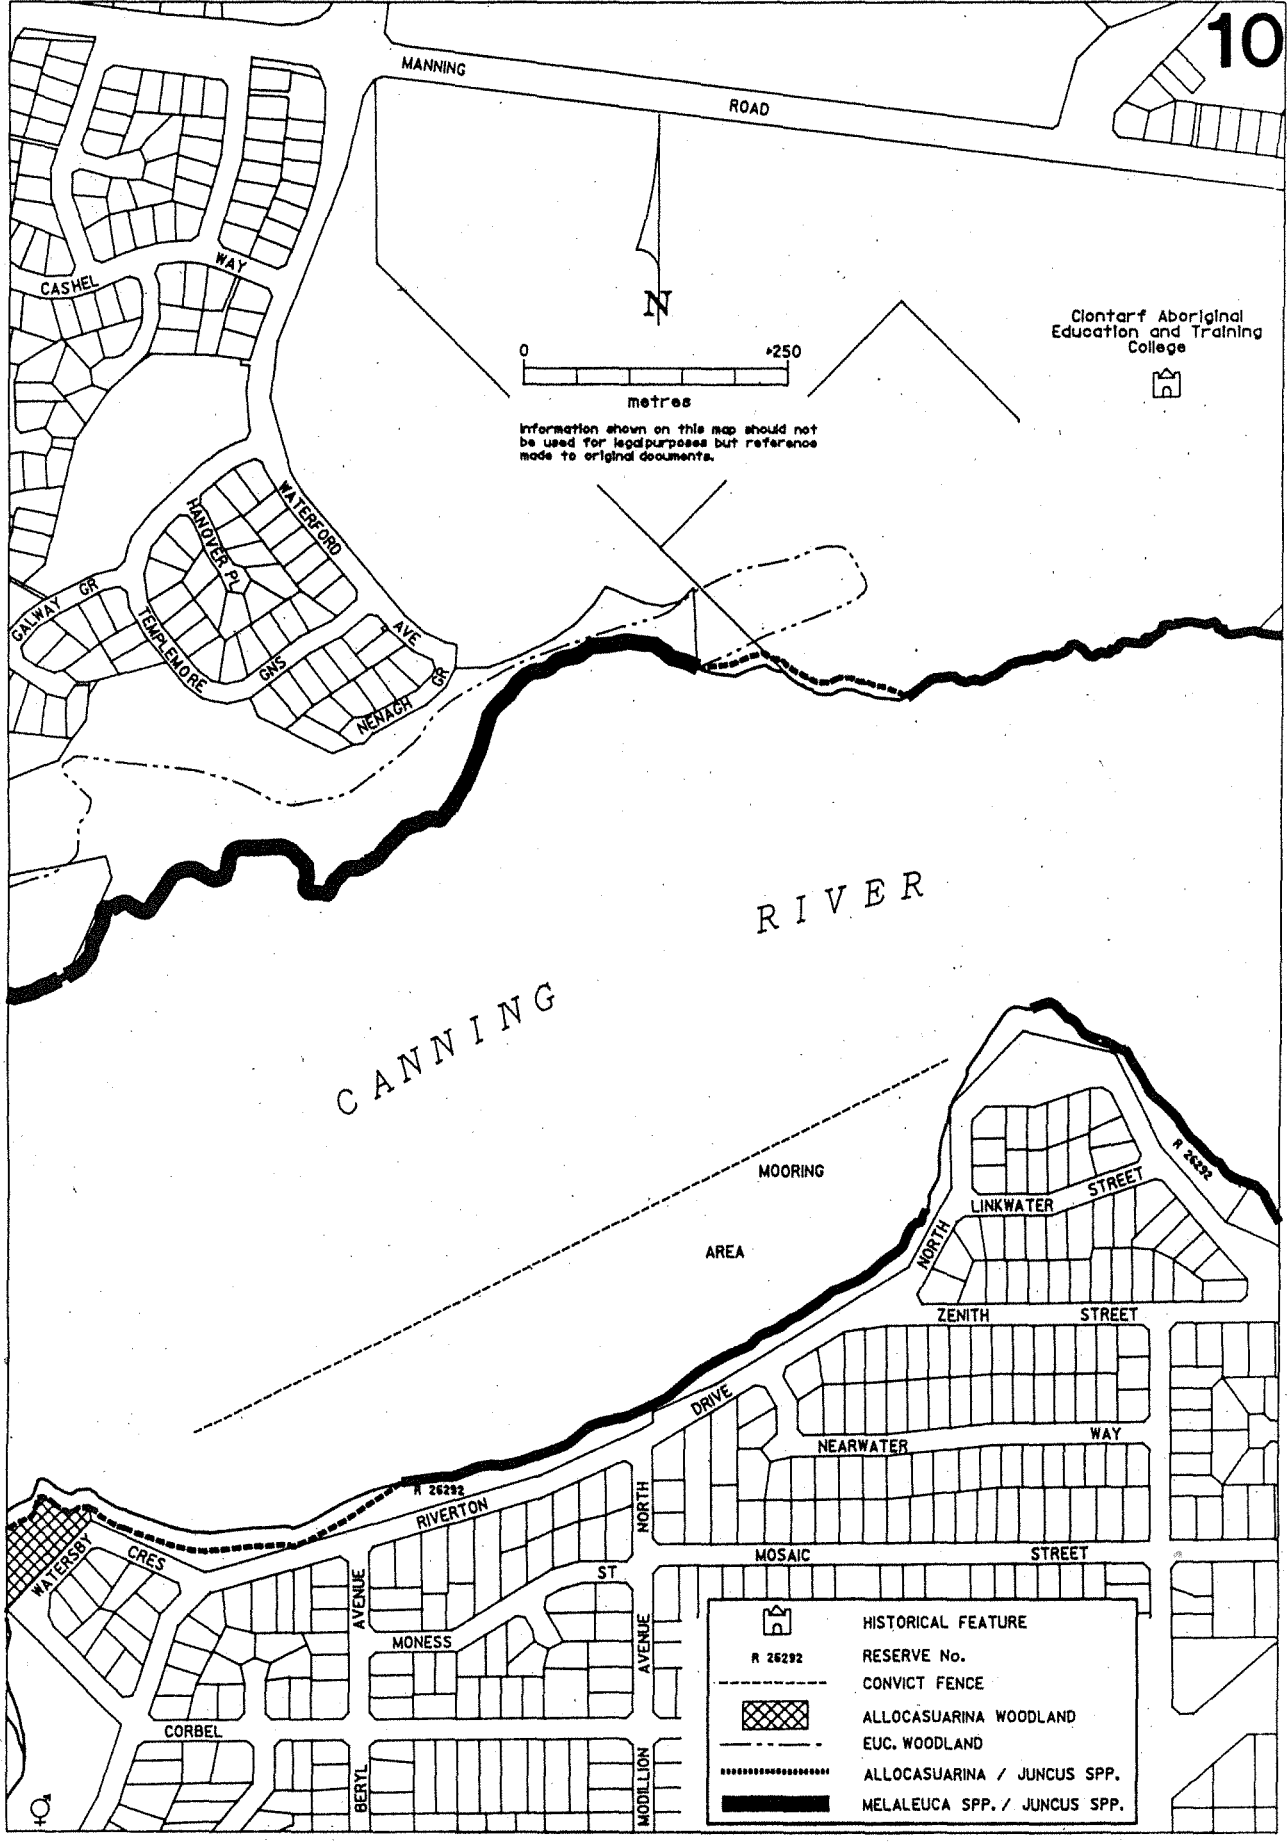 10
MANNING
ROAD
WAY
CASHEL
N
Clontarf Aboriginal
Education and Training
College
0
250
metres
Information shown on this map should not
be used for legal purposes but reference
made to original documents.
WATERFORD
HANOVER PL
GALWAY GR
TEMPLEMORE
GNS
AVE
NENAGH
GR
RIVER
CANNING
MOORING
AREA
R 26292
LINKWATER
STREET
NORTH
ZENITH
STREET
DRIVE
NEARWATER
WAY
R 26292
RIVERTON
NORTH
WATERSBY
CRES
MOSAIC
STREET
ST
AVENUE
MONESS
AVENUE
CORBEL
BERYL
MODILLION
HISTORICAL FEATURE
R 26292
RESERVE No.
CONVICT FENCE
ALLOCASUARINA WOODLAND
EUC. WOODLAND
ALLOCASUARINA / JUNCUS SPP.
MELALEUCA SPP. / JUNCUS SPP.